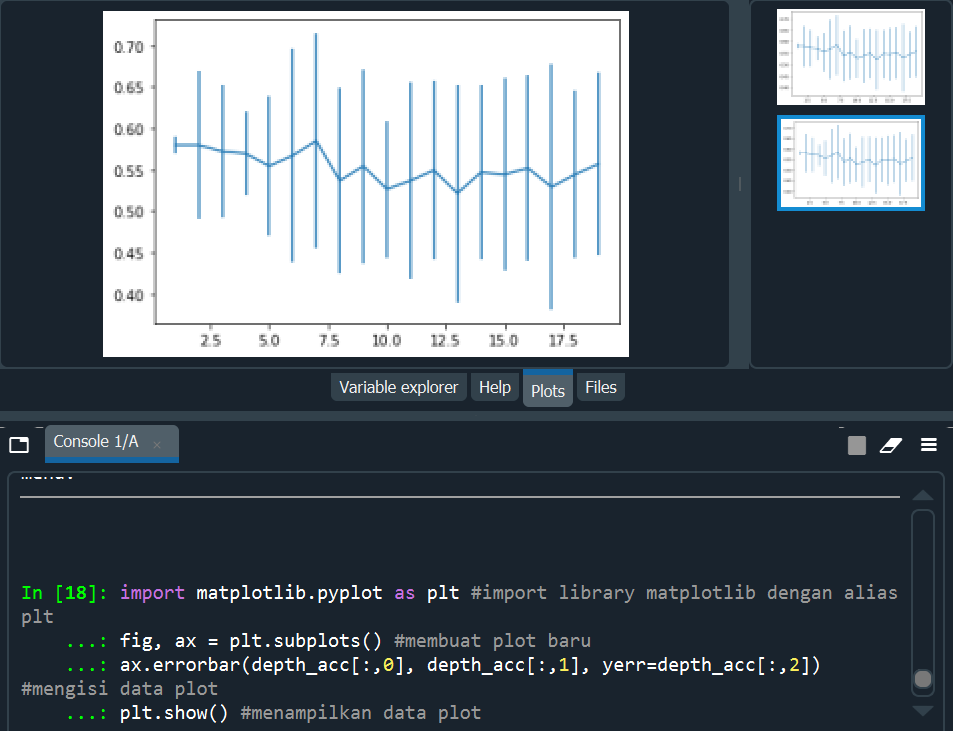 0.70
0.65
0.60
0.55
0.50
0.45
0.40
2.5 5.0 7.5 10.0 12.5 15.0 17.5
Variable explorer Help Plots Files
Console 1/A ×
In [18]: import matplotlib.pyplot as plt #import library matplotlib dengan alias
plt
...: fig, ax = plt.subplots() #membuat plot baru
...: ax.errorbar(depth_acc[:,0], depth_acc[:,1], yerr=depth_acc[:,2])
#mengisi data plot
...: plt.show() #menampilkan data plot